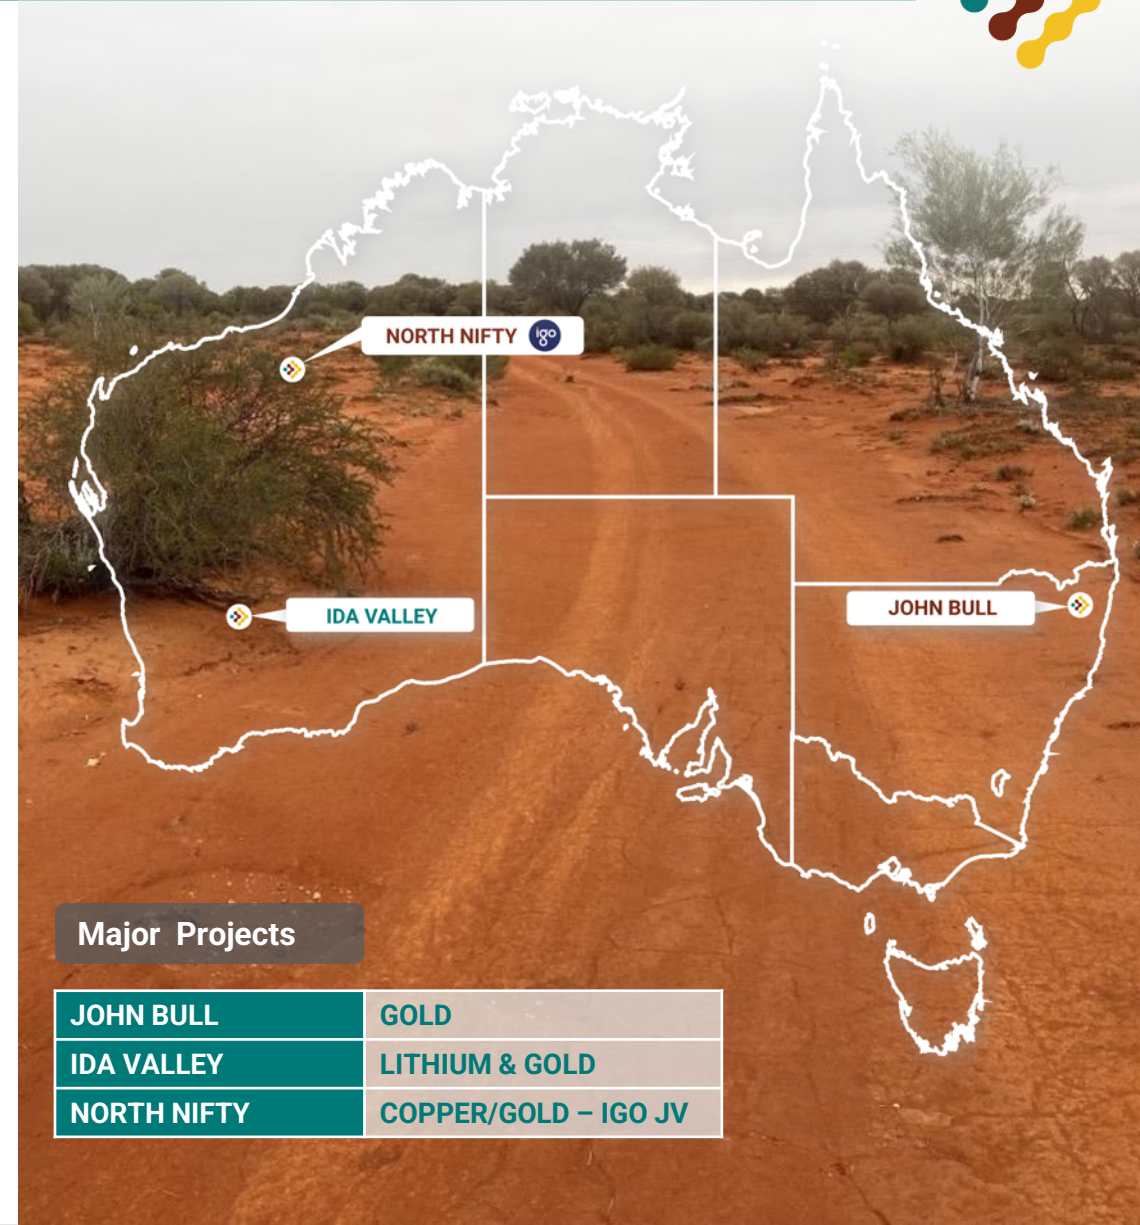 NORTH NIFTY igo
IDA VALLEY
JOHN BULL
Major Projects
JOHN BULL GOLD
IDA VALLEY LITHIUM & GOLD
NORTH NIFTY COPPER/GOLD – IGO JV